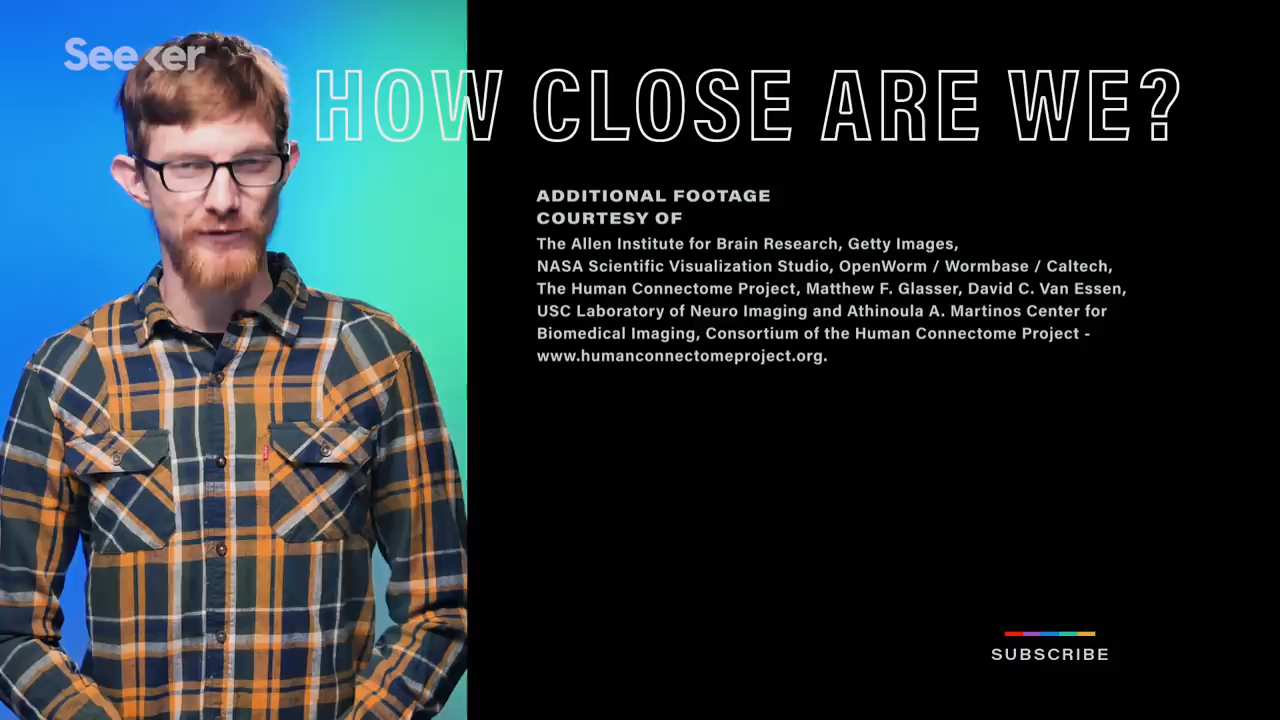 Seeker
HOW CLOSE ARE WE?
ADDITIONAL FOOTAGE
COURTESY OF
The Allen Institute for Brain Research, Getty Images,
NASA Scientific Visualization Studio, OpenWorm / Wormbase / Caltech,
The Human Connectome Project, Matthew F. Glasser, David C. Van Essen,
USC Laboratory of Neuro Imaging and Athinoula A. Martinos Center for
Biomedical Imaging, Consortium of the Human Connectome Project -
www.humanconnectomeproject.org.
SUBSCRIBE